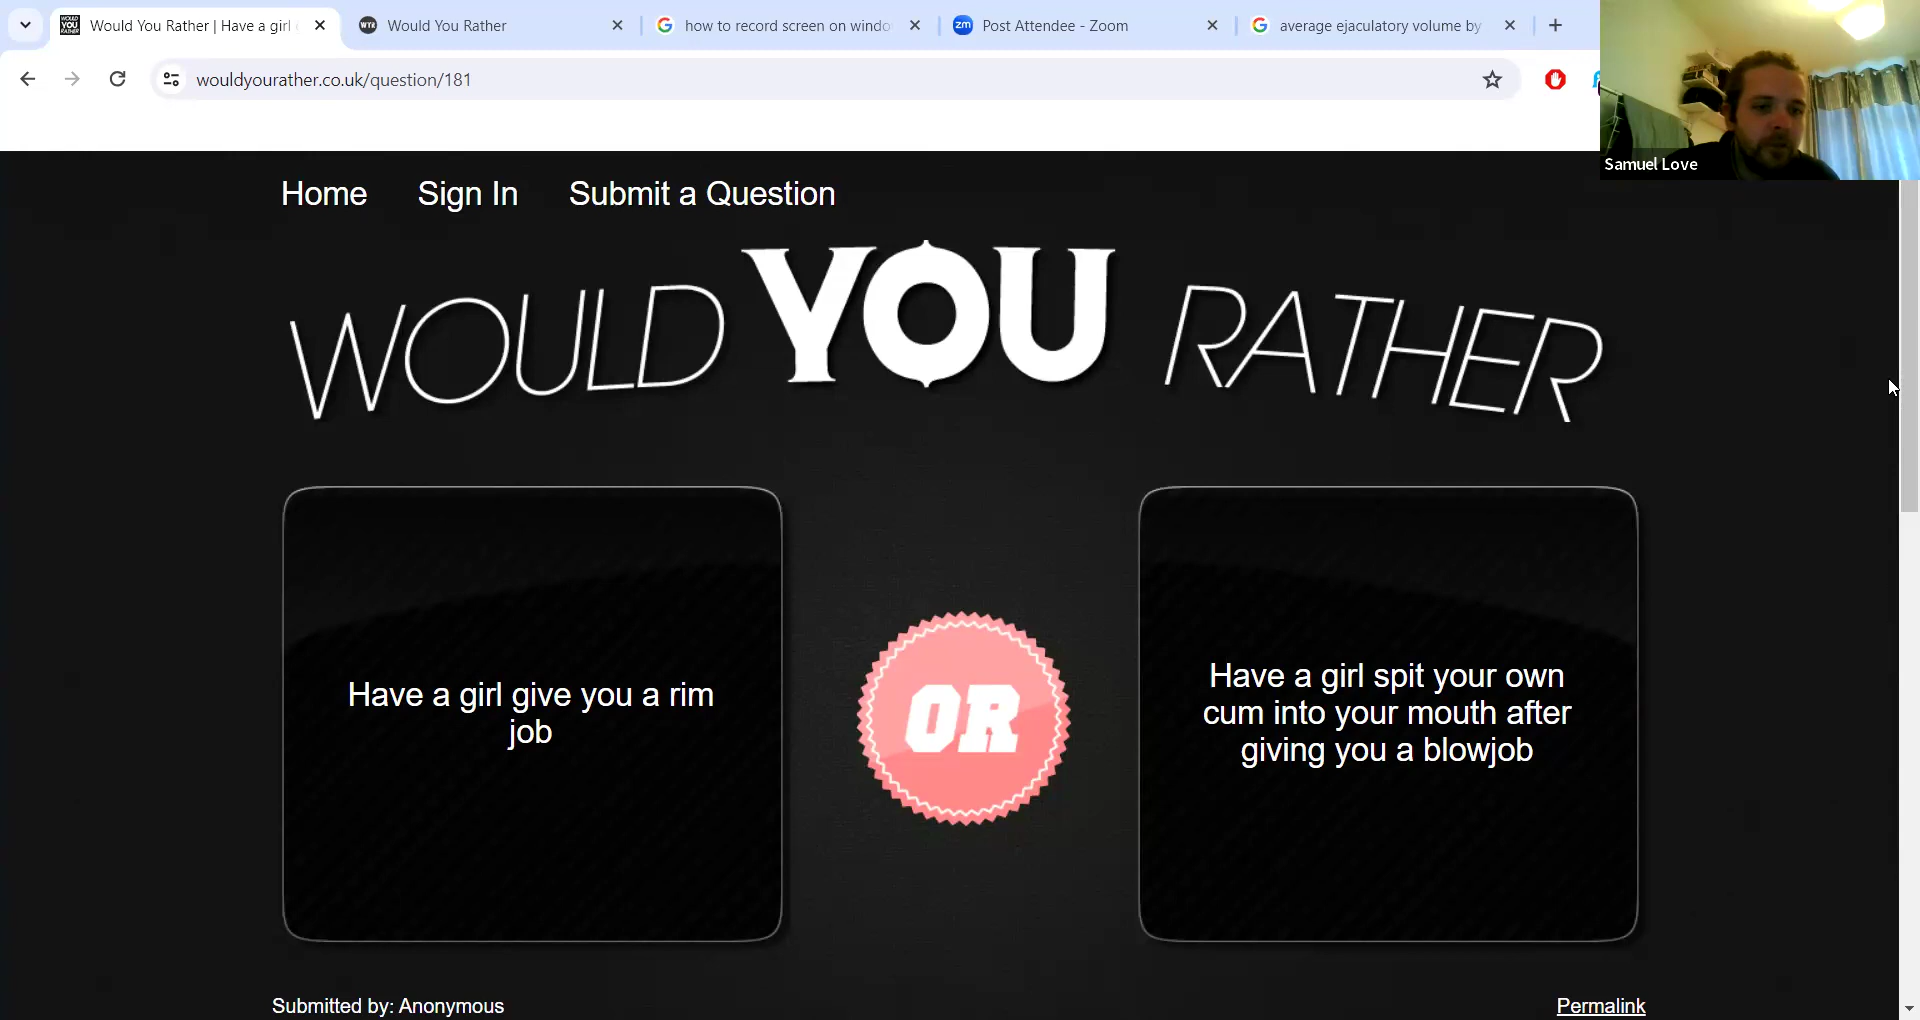 Would You Rather | Have a girl
Would You Rather
how to record screen on windo
zm
Post Attendee - Zoom
average ejaculatory volume by
wouldyourather.co.uk/question/181
Samuel Love
Home Sign In Submit a Question
WOULD YOU RATHER
Have a girl give you a rim
job
OR
Have a girl spit your own
cum into your mouth after
giving you a blowjob
Submitted by: Anonymous
Permalink